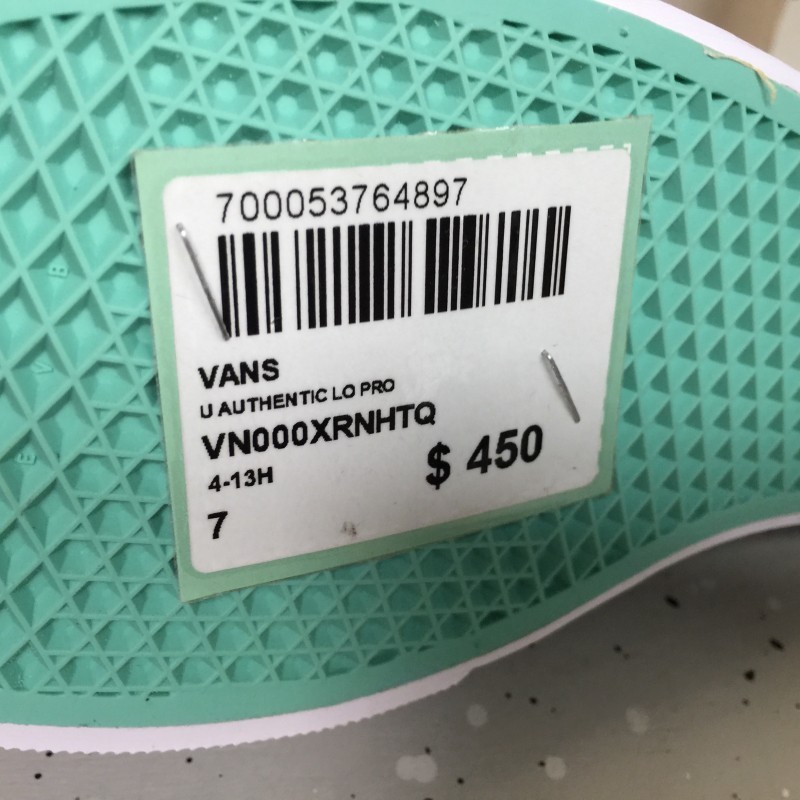 700053764897
VANS
U AUTHENTIC LO PRO
VN000XRNHTQ
4-13H
$ 450
7